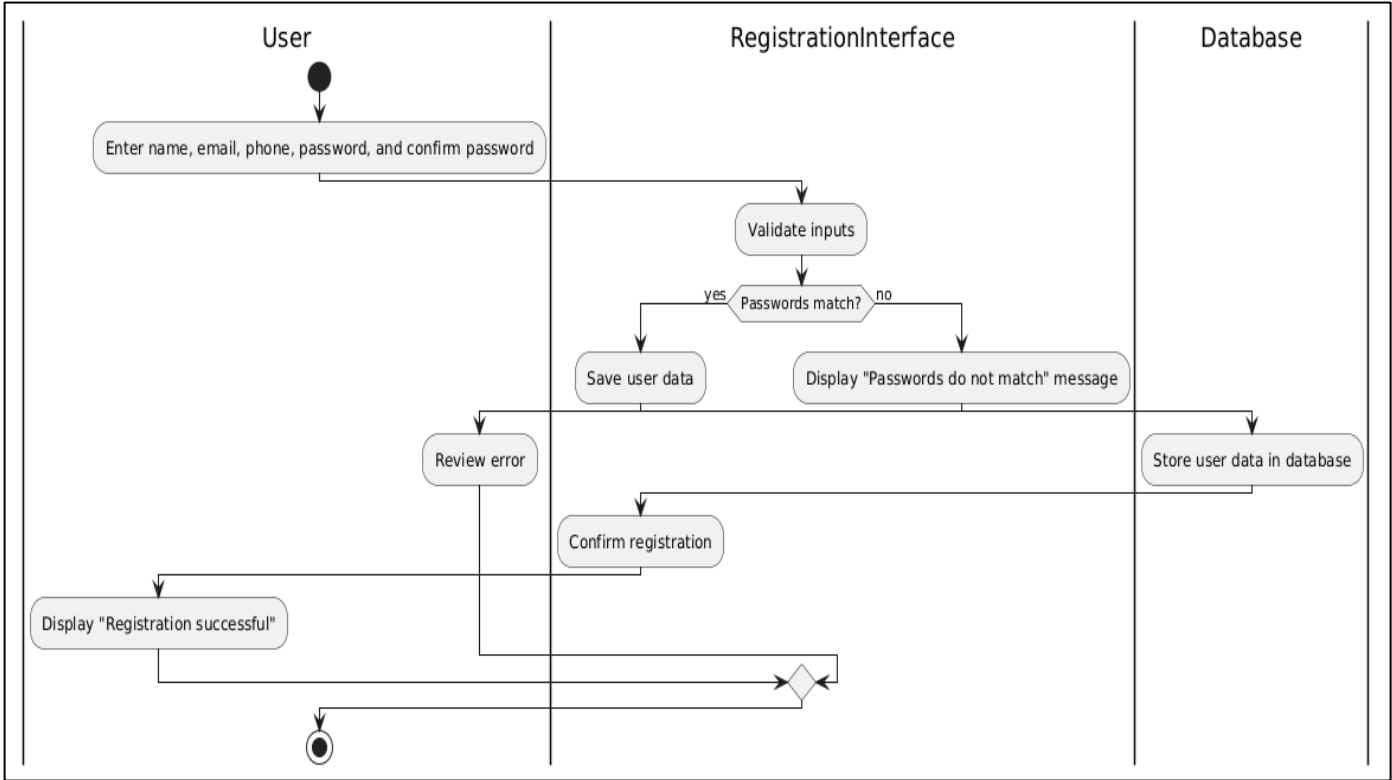 User
RegistrationInterface
Database
Enter name, email, phone, password, and confirm password
Validate inputs
yes
Passwords match?
no
Save user data
Display "Passwords do not match" message
Review error
Store user data in database
Confirm registration
Display "Registration successful"